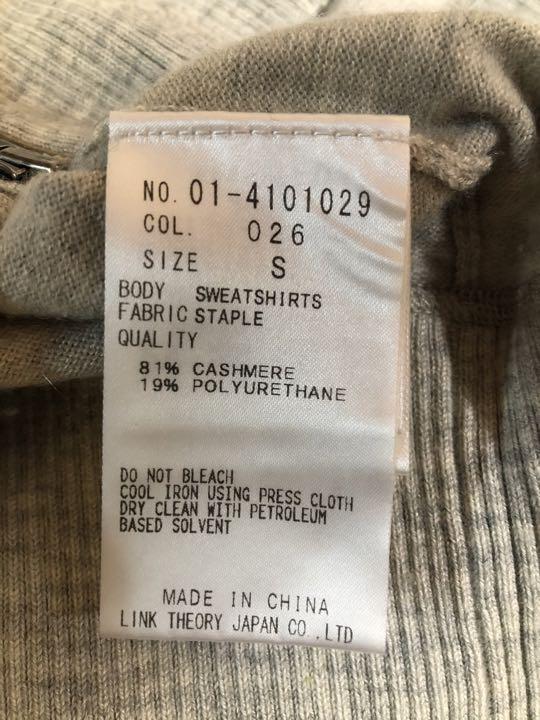 NO. 01-4101029
COL. 026
SIZE S
BODY SWEATSHIRTS
FABRIC STAPLE
QUALITY
81% CASHMERE
19% POLYURETHANE
DO NOT BLEACH
COOL IRON USING PRESS CLOTH
DRY CLEAN WITH PETROLEUM
BASED SOLVENT
MADE IN CHINA
LINK THEORY JAPAN CO.,LTD